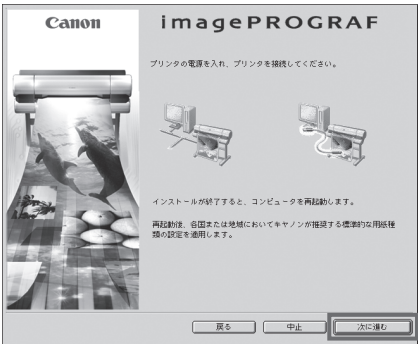 Canon
imagePROGRAF
プリンタの電源を入れ、プリンタを接続してください。
インストールが終了すると、コンピュータを再起動します。
再起動後、各国または地域においてキヤノンが推奨する標準的な用紙種
類の設定を適用します。
戻る
中止
次に進む